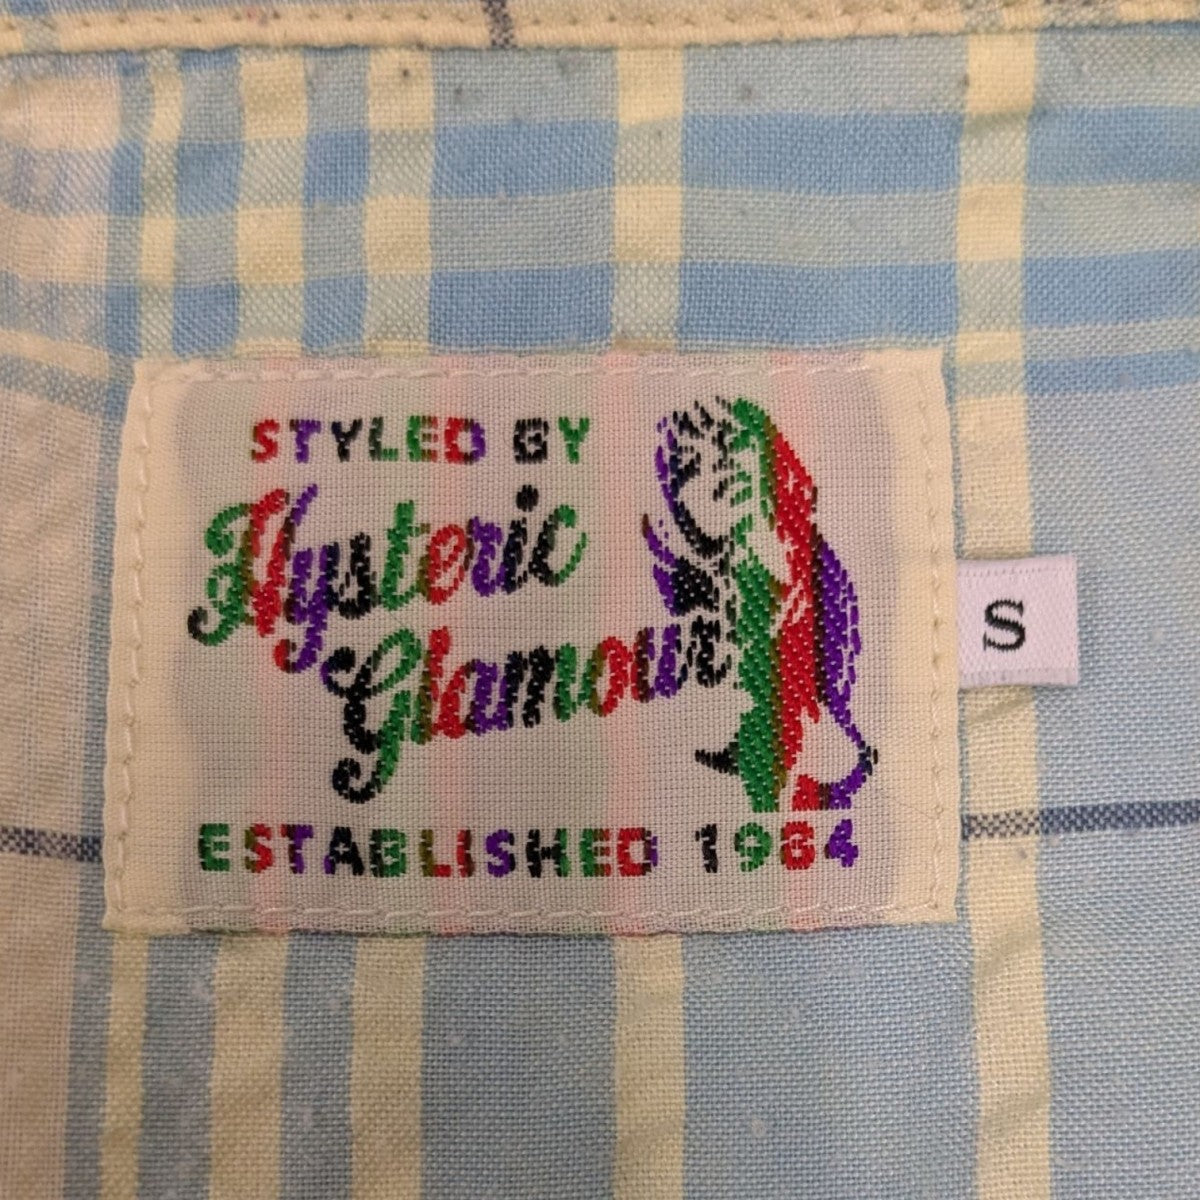 STYLED BY
Hysteric
Glamour
ESTABLISHED 1984
S